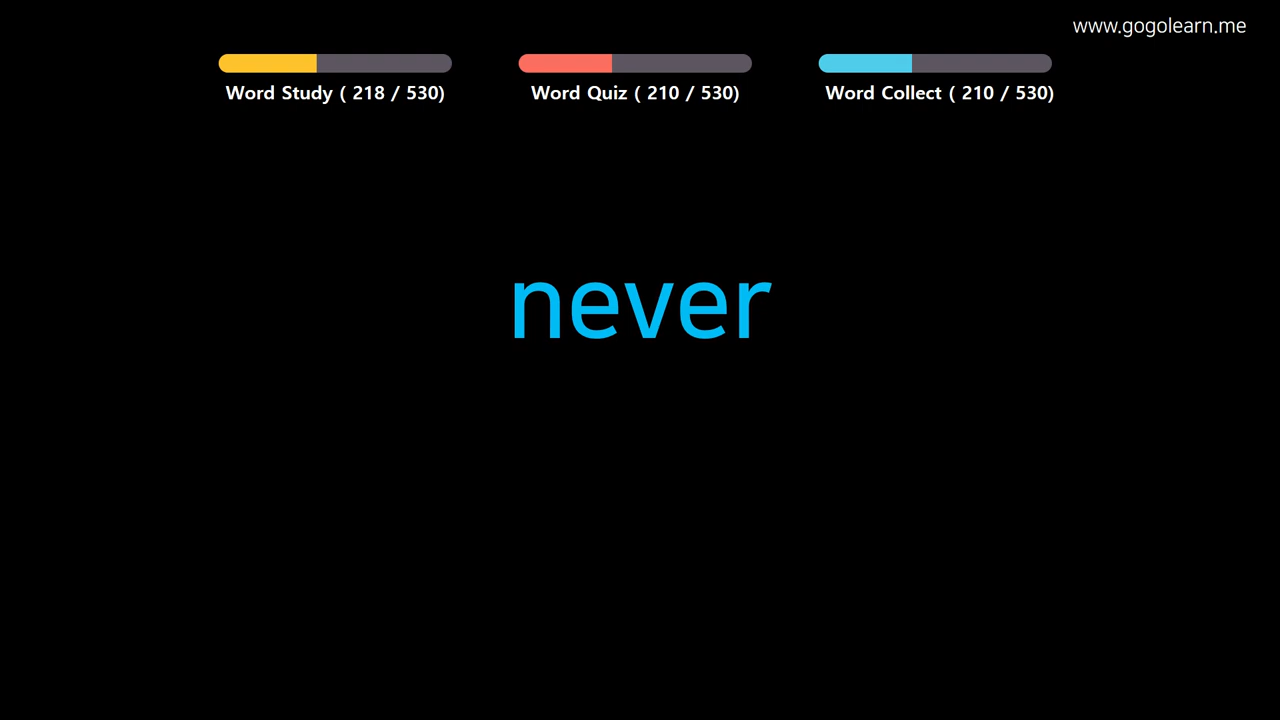 www.gogolearn.me
Word Study ( 218 / 530)
Word Quiz ( 210 / 530)
Word Collect ( 210 / 530)
never